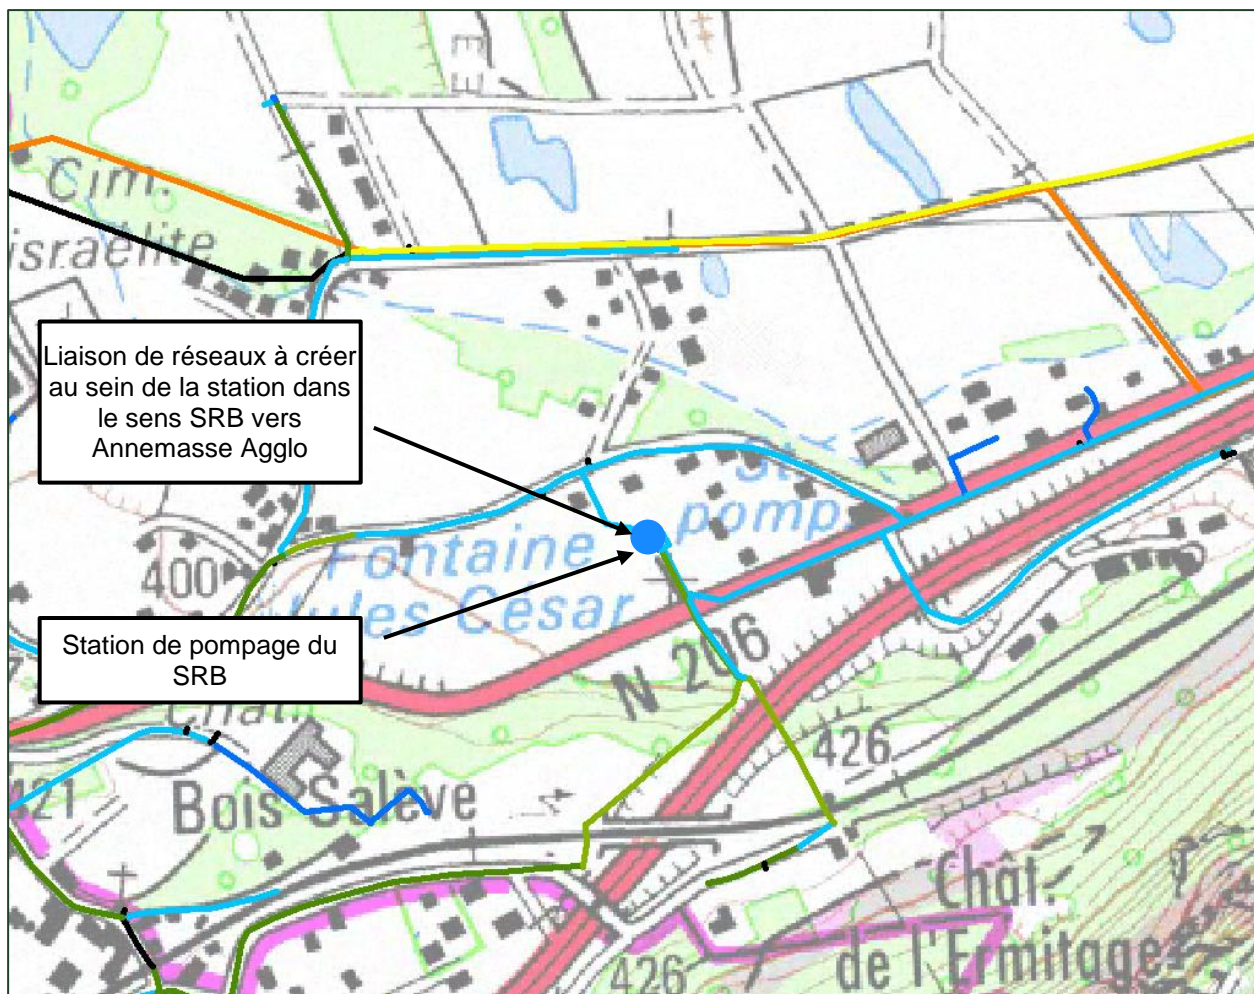 Cim.
israélite
Liaison de réseaux à créer
au sein de la station dans
le sens SRB vers
Annemasse Agglo
pomp.
Fontaine
400
Jules César
Station de pompage du
SRB
N 206
Chât.
426
421
Bois Salève
Chât.
de l'Ermitage
426